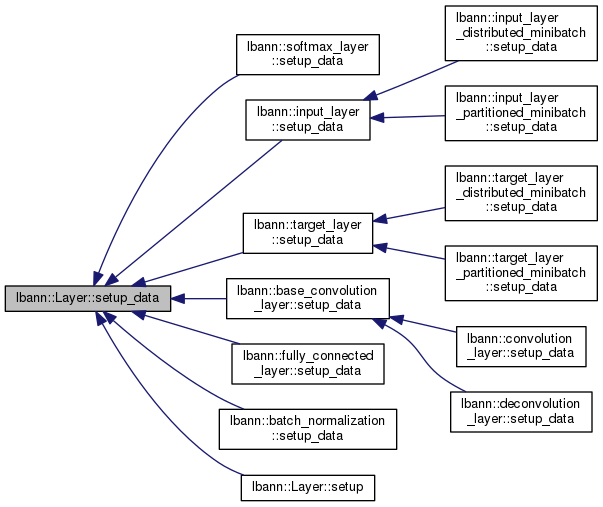 lbann::Layer::setup_data
lbann::softmax_layer
::setup_data
lbann::input_layer
::setup_data
lbann::target_layer
::setup_data
lbann::base_convolution
_layer::setup_data
lbann::fully_connected
_layer::setup_data
lbann::batch_normalization
::setup_data
lbann::Layer::setup
lbann::input_layer
_distributed_minibatch
::setup_data
lbann::input_layer
_partitioned_minibatch
::setup_data
lbann::target_layer
_distributed_minibatch
::setup_data
lbann::target_layer
_partitioned_minibatch
::setup_data
lbann::convolution
_layer::setup_data
lbann::deconvolution
_layer::setup_data